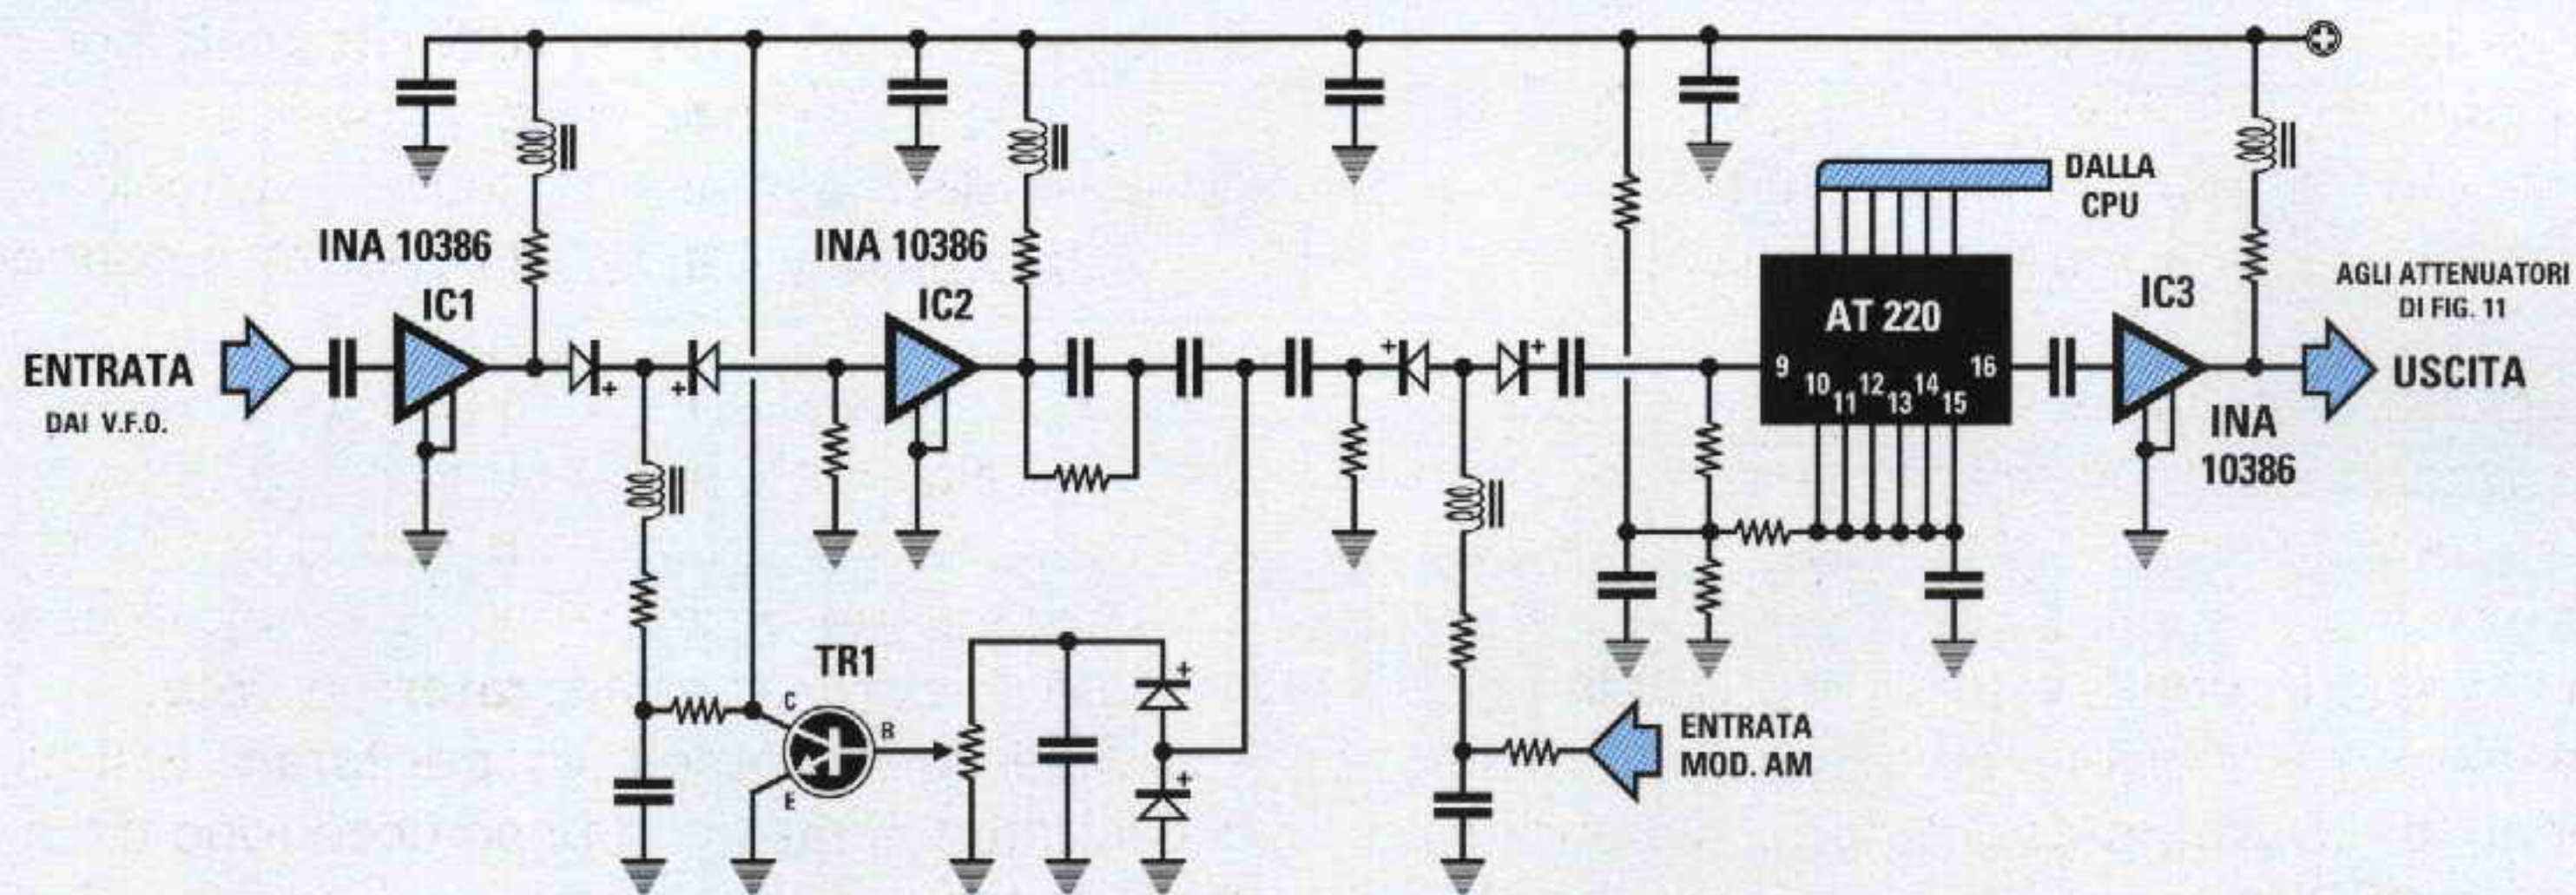 INA 10386
IC1
ENTRATA
DAI V.F.O.
+
+
INA 10386
IC2
+
+
DALLA
CPU
AT 220
9
10
11
12
13
14
15
16
IC3
INA
10386
AGLI ATTENUATORI
DI FIG. 11
USCITA
TR1
C
B
E
+
+
ENTRATA
MOD. AM